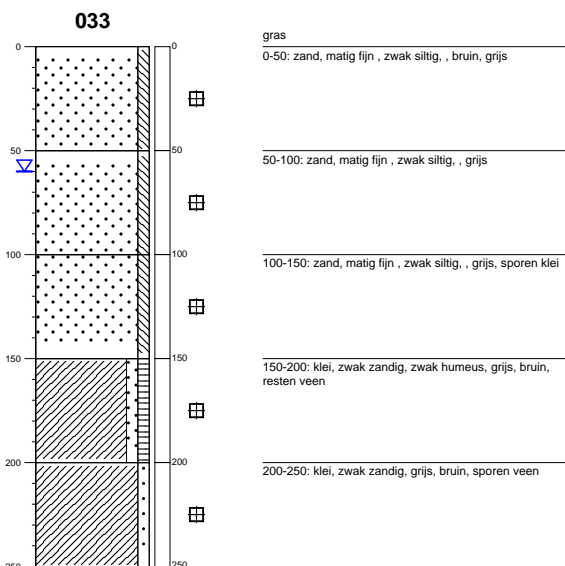 033
gras
0 0
0-50: zand, matig fijn , zwak siltig, , bruin, grijs
50 50
50-100: zand, matig fijn , zwak siltig, , grijs
100 100
100-150: zand, matig fijn , zwak siltig, , grijs, sporen klei
150 150
150-200: klei, zwak zandig, zwak humeus, grijs, bruin,
resten veen
200 200
200-250: klei, zwak zandig, grijs, bruin, sporen veen
250 250